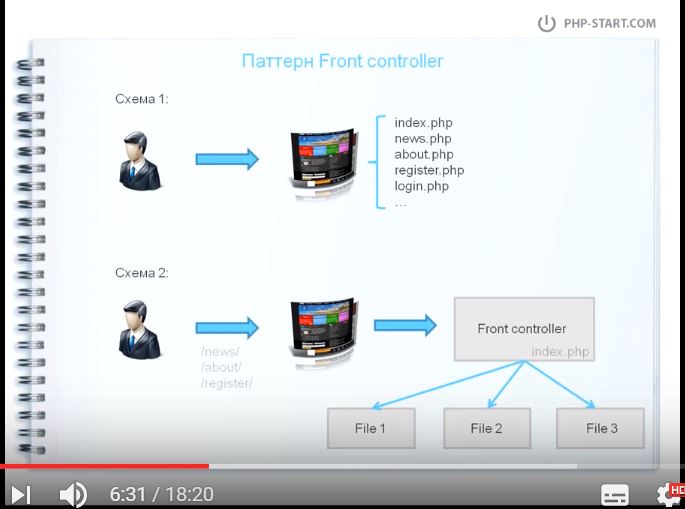 PHP-START.COM
Паттерн Front controller
Схема 1:
index.php
news.php
about.php
register.php
login.php
...
Схема 2:
/news/
/about/
/register/
Front controller
index.php
File 1
File 2
File 3
6:31 / 18:20
HD